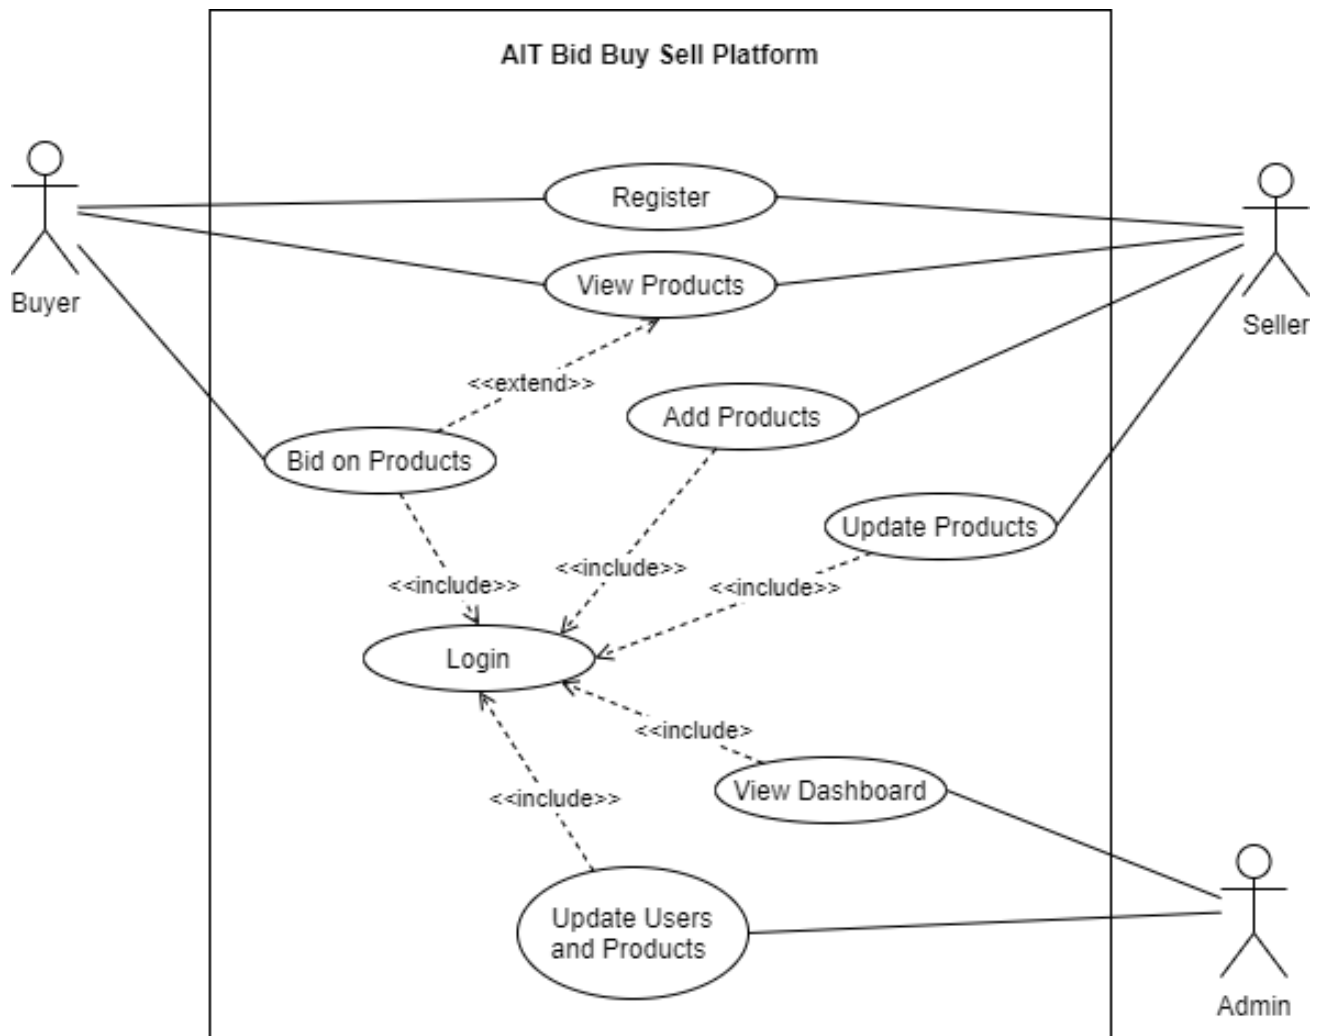 AIT Bid Buy Sell Platform
Register
View Products
Buyer
Seller
<<extend>>
Add Products
Bid on Products
Update Products
<<include>>
<<include>>
<<include>>
Login
<<include>
View Dashboard
<<include>>
Update Users
and Products
Admin